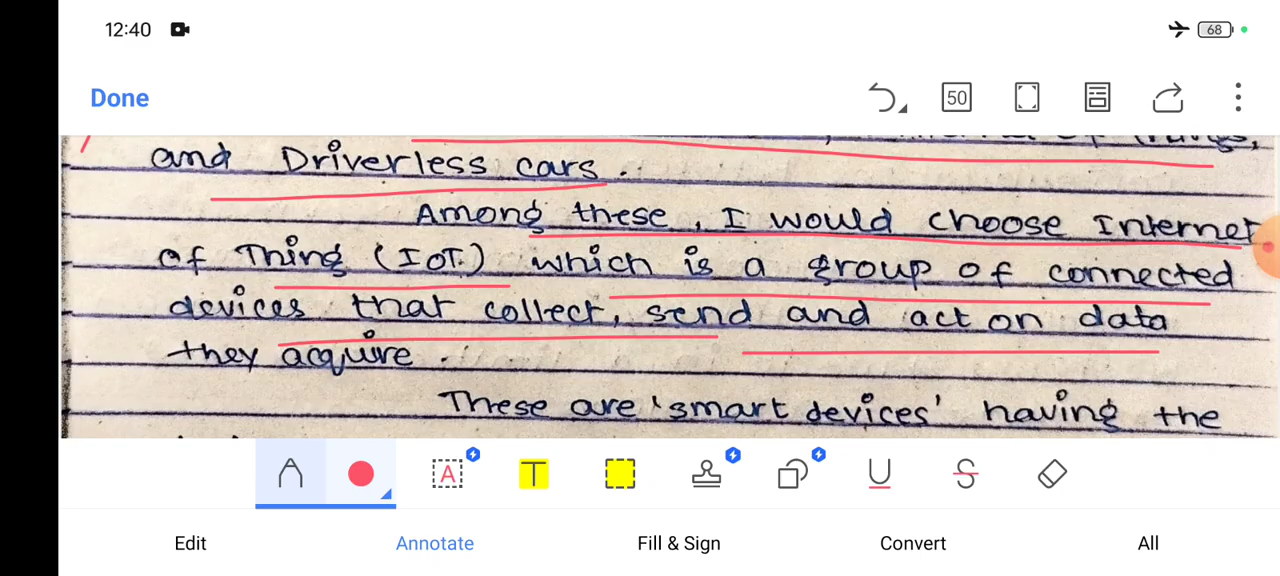 12:40
68
Done
50
and Driverless cars.
Among these, I would choose Internet
of Thing (IoT) which is a group of connected
devices that collect, send and act on data
they acquire.
These are 'smart devices' having the
A
T
U
S
Edit
Annotate
Fill & Sign
Convert
All